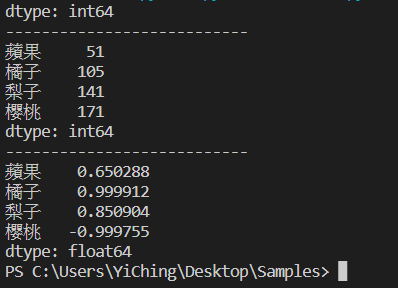 dtype: int64
---------------------------
蘋果     51
橘子    105
梨子    141
櫻桃    171
dtype: int64
---------------------------
蘋果    0.650288
橘子    0.999912
梨子    0.850904
櫻桃   -0.999755
dtype: float64
PS C:\Users\YiChing\Desktop\Samples>